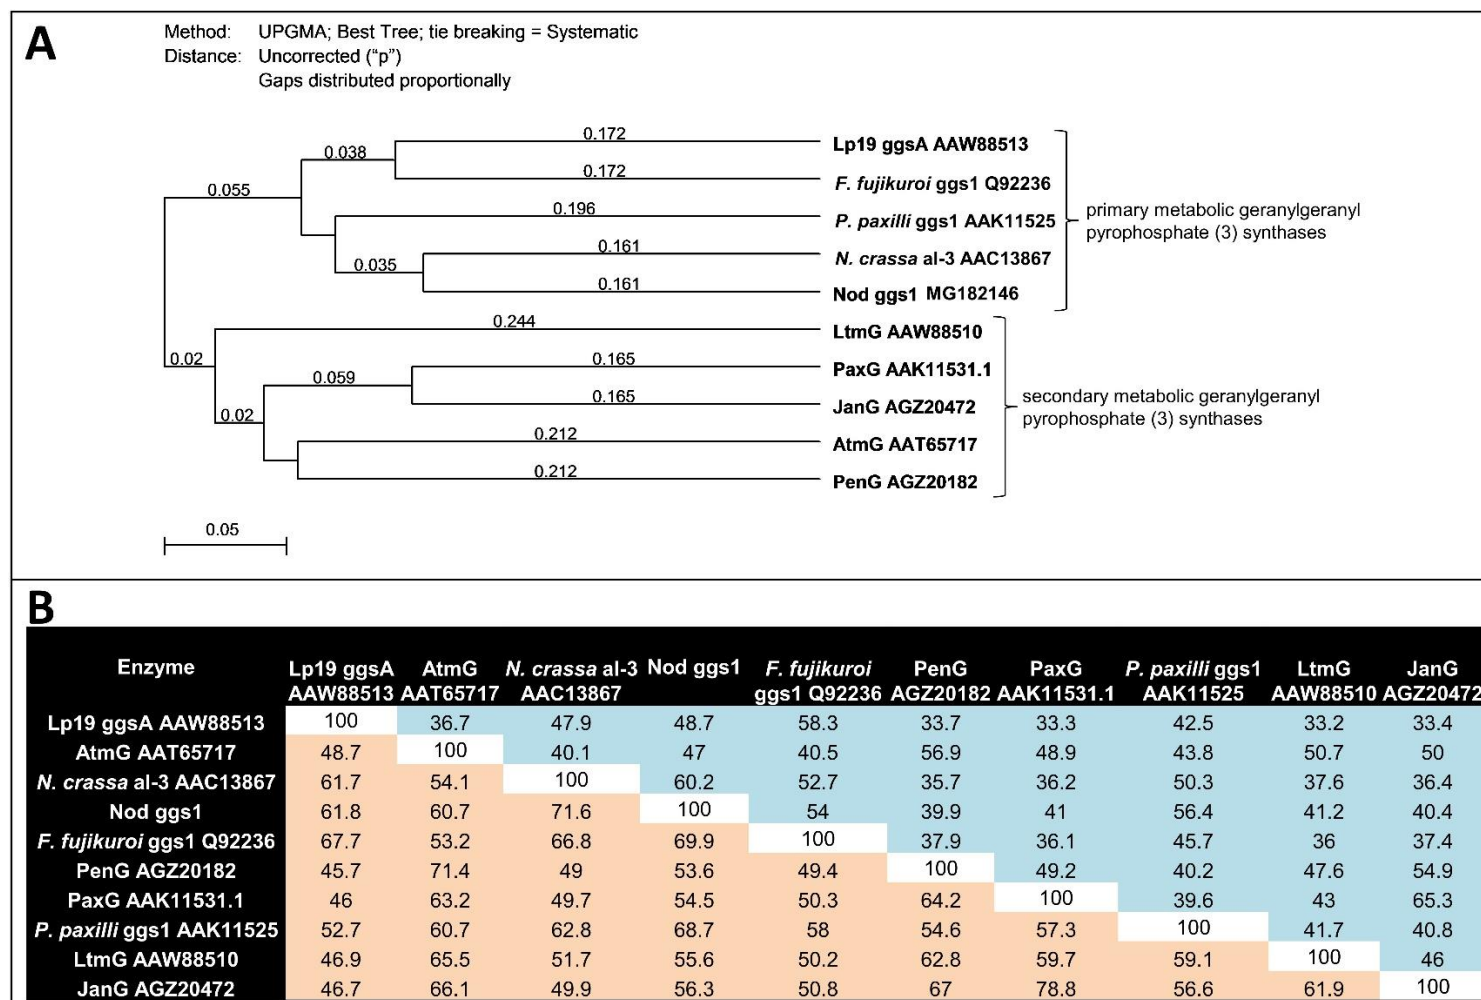 A
Method: UPGMA; Best Tree; tie breaking = Systematic
Distance: Uncorrected ("p")
Gaps distributed proportionally
0.172
Lp19 ggsA AAW88513
0.038
0.172
F. fujikuroi ggs1 Q92236
0.055
0.196
P. paxilli ggs1 AAK11525
primary metabolic geranylgeranyl
pyrophosphate (3) synthases
0.161
N. crassa al-3 AAC13867
0.035
0.161
Nod ggs1 MG182146
0.244
LtmG AAW88510
0.02
0.165
PaxG AAK11531.1
0.059
0.165
JanG AGZ20472
secondary metabolic geranylgeranyl
pyrophosphate (3) synthases
0.02
0.212
AtmG AAT65717
0.212
PenG AGZ20182
0.05
B
Enzyme Lp19 ggsA AtmG N. crassa al-3 Nod ggs1 F. fujikuroi PenG PaxG P. paxilli ggs1 LtmG JanG
AAW88513 AAT65717 AAC13867 ggs1 Q92236 AGZ20182 AAK11531.1 AAK11525 AAW88510 AGZ20472
Lp19 ggsA AAW88513 100 36.7 47.9 48.7 58.3 33.7 33.3 42.5 33.2 33.4
AtmG AAT65717 48.7 100 40.1 47 40.5 56.9 48.9 43.8 50.7 50
N. crassa al-3 AAC13867 61.7 54.1 100 60.2 52.7 35.7 36.2 50.3 37.6 36.4
Nod ggs1 61.8 60.7 71.6 100 54 39.9 41 56.4 41.2 40.4
F. fujikuroi ggs1 Q92236 67.7 53.2 66.8 69.9 100 37.9 36.1 45.7 36 37.4
PenG AGZ20182 45.7 71.4 49 53.6 49.4 100 49.2 40.2 47.6 54.9
PaxG AAK11531.1 46 63.2 49.7 54.5 50.3 64.2 100 39.6 43 65.3
P. paxilli ggs1 AAK11525 52.7 60.7 62.8 68.7 58 54.6 57.3 100 41.7 40.8
LtmG AAW88510 46.9 65.5 51.7 55.6 50.2 62.8 59.7 59.1 100 46
JanG AGZ20472 46.7 66.1 49.9 56.3 50.8 67 78.8 56.6 61.9 100